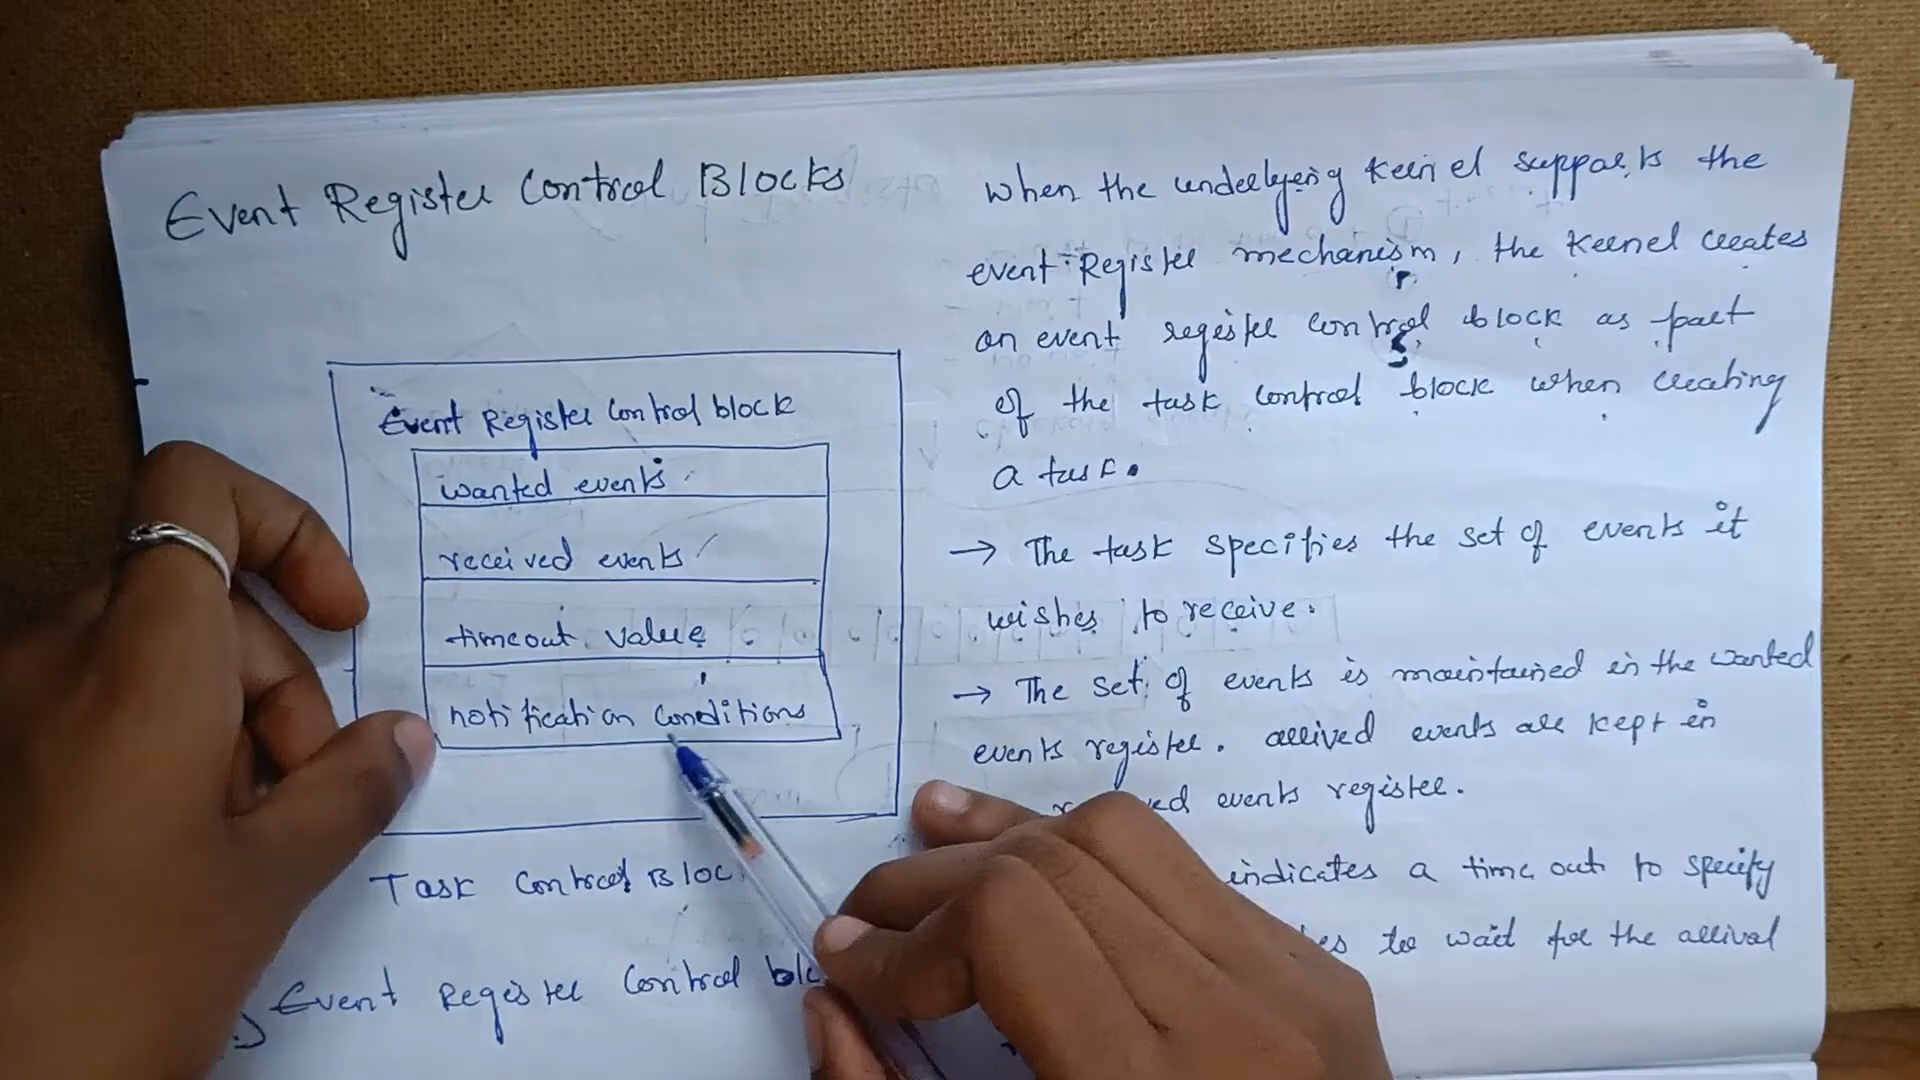 Event Register Control Blocks
Event Register Control block
wanted events
received events
timeout value
notification conditions
Task Control Bloc
Event Register Control blo
When the underlyeing Kernel supports the
event Register mechanism, the Kernel creates
an event register control block as part
of the task control block when creating
a task.
→ The task specifies the set of events it
wishes to receive.
→ The set of events is maintained in the wanted
events register. arrived events are kept in
ed events register.
indicates a time out to specify
to wait for the arrival